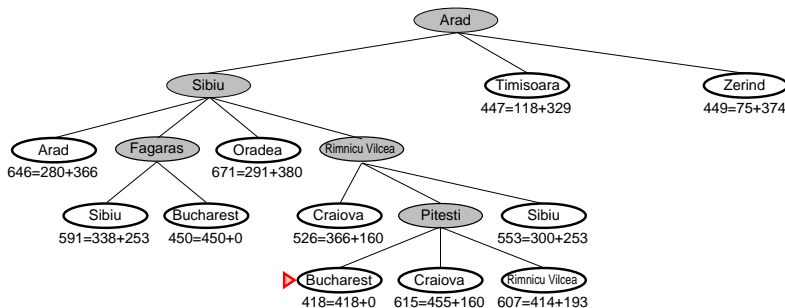 Arad
Sibiu Timisoara Zerind
447=118+329 449=75+374
Arad Fagaras Oradea Rimnicu Vilcea
646=280+366 671=291+380
Sibiu Bucharest Craiova Pitesti Sibiu
591=338+253 450=450+0 526=366+160 553=300+253
Bucharest Craiova Rimnicu Vilcea
418=418+0 615=455+160 607=414+193